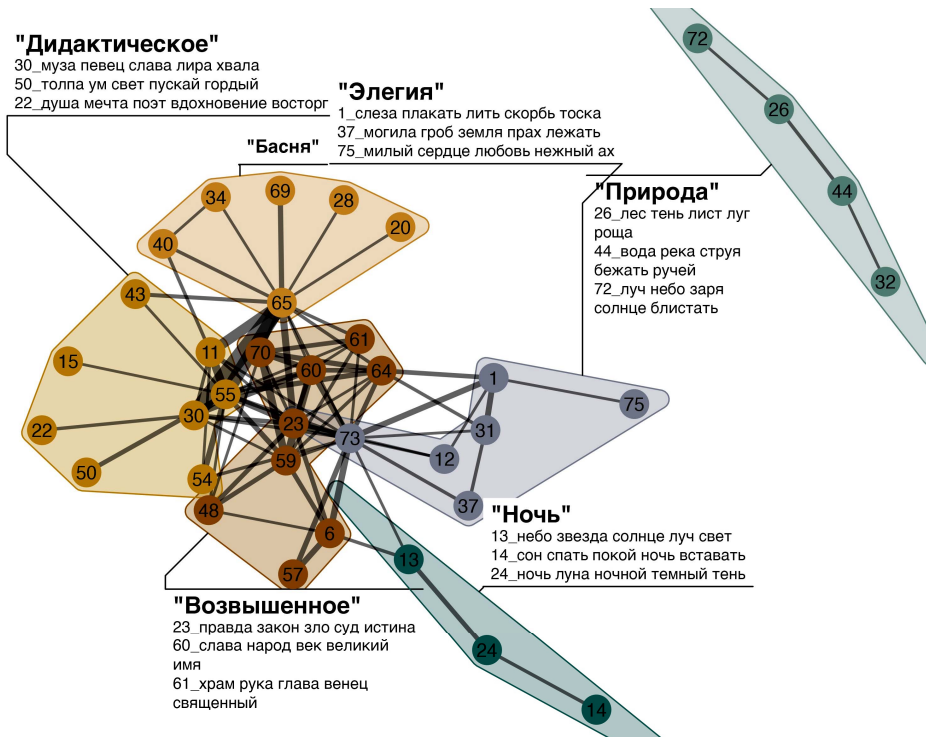 "Дидактическое"
30_муза певец слава лира хвала
50_толпа ум свет пускай гордый
22_душа мечта поэт вдохновение восторг
"Элегия"
1_слеза плакать лить скорбь тоска
37_могила гроб земля прах лежать
75_милый сердце любовь нежный ах
"Басня"
"Природа"
26_лес тень лист луг
роща
44_вода река струя
бежать ручей
72_луч небо заря
солнце блистать
72
26
44
32
34
69
28
20
40
65
43
11
15
55
30
22
50
54
70
61
60
64
23
59
48
6
57
73
1
75
31
12
37
13
24
14
"Ночь"
13_небо звезда солнце луч свет
14_сон спать покой ночь вставать
24_ночь луна ночной темный тень
"Возвышенное"
23_правда закон зло суд истина
60_слава народ век великий
имя
61_храм рука глава венец
священный